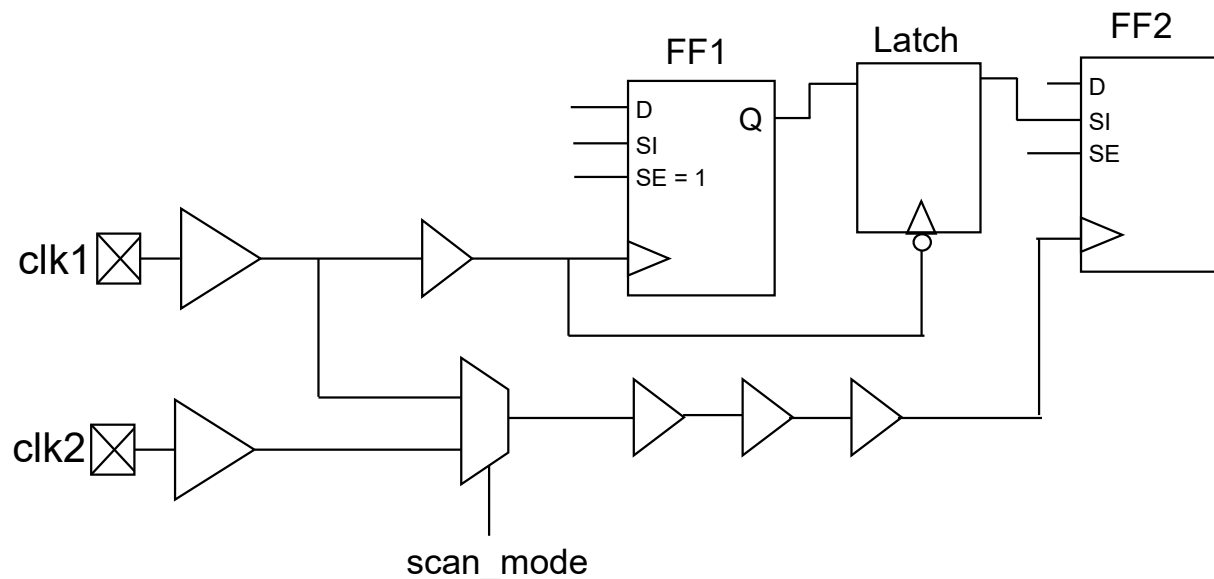 FF1
Latch
FF2
D
SI
SE = 1
Q
D
SI
SE
clk1
clk2
scan_mode